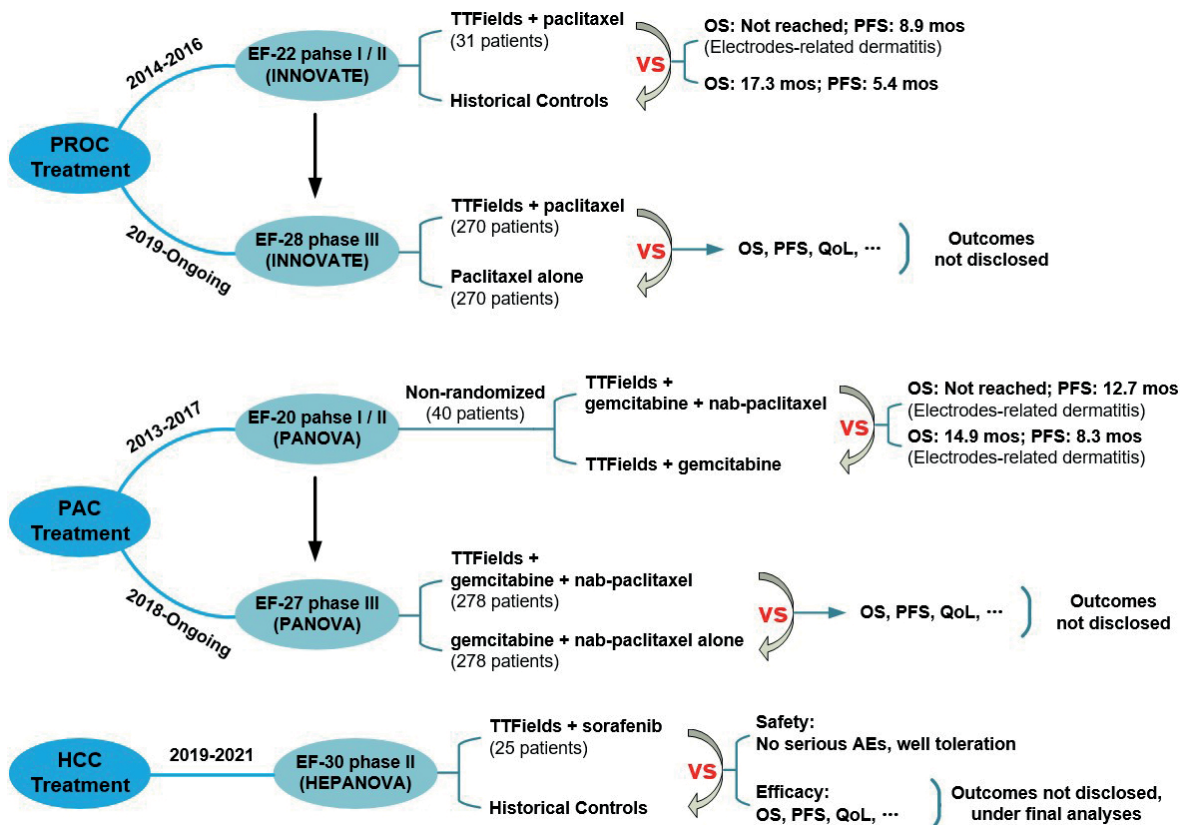 PROC
Treatment
2014-2016
EF-22 pahse I / II
(INNOVATE)
TTFields + paclitaxel
(31 patients)
Historical Controls
VS
OS: Not reached; PFS: 8.9 mos
(Electrodes-related dermatitis)
OS: 17.3 mos; PFS: 5.4 mos
2019-Ongoing
EF-28 phase III
(INNOVATE)
TTFields + paclitaxel
(270 patients)
Paclitaxel alone
(270 patients)
VS
OS, PFS, QoL, ···
Outcomes
not disclosed
PAC
Treatment
2013-2017
EF-20 pahse I / II
(PANOVA)
Non-randomized
(40 patients)
TTFields +
gemcitabine + nab-paclitaxel
TTFields + gemcitabine
VS
OS: Not reached; PFS: 12.7 mos
(Electrodes-related dermatitis)
OS: 14.9 mos; PFS: 8.3 mos
(Electrodes-related dermatitis)
2018-Ongoing
EF-27 phase III
(PANOVA)
TTFields +
gemcitabine + nab-paclitaxel
(278 patients)
gemcitabine + nab-paclitaxel alone
(278 patients)
VS
OS, PFS, QoL, ···
Outcomes
not disclosed
HCC
Treatment
2019-2021
EF-30 phase II
(HEPANOVA)
TTFields + sorafenib
(25 patients)
Historical Controls
VS
Safety:
No serious AEs, well toleration
Efficacy:
OS, PFS, QoL, ···
Outcomes not disclosed,
under final analyses